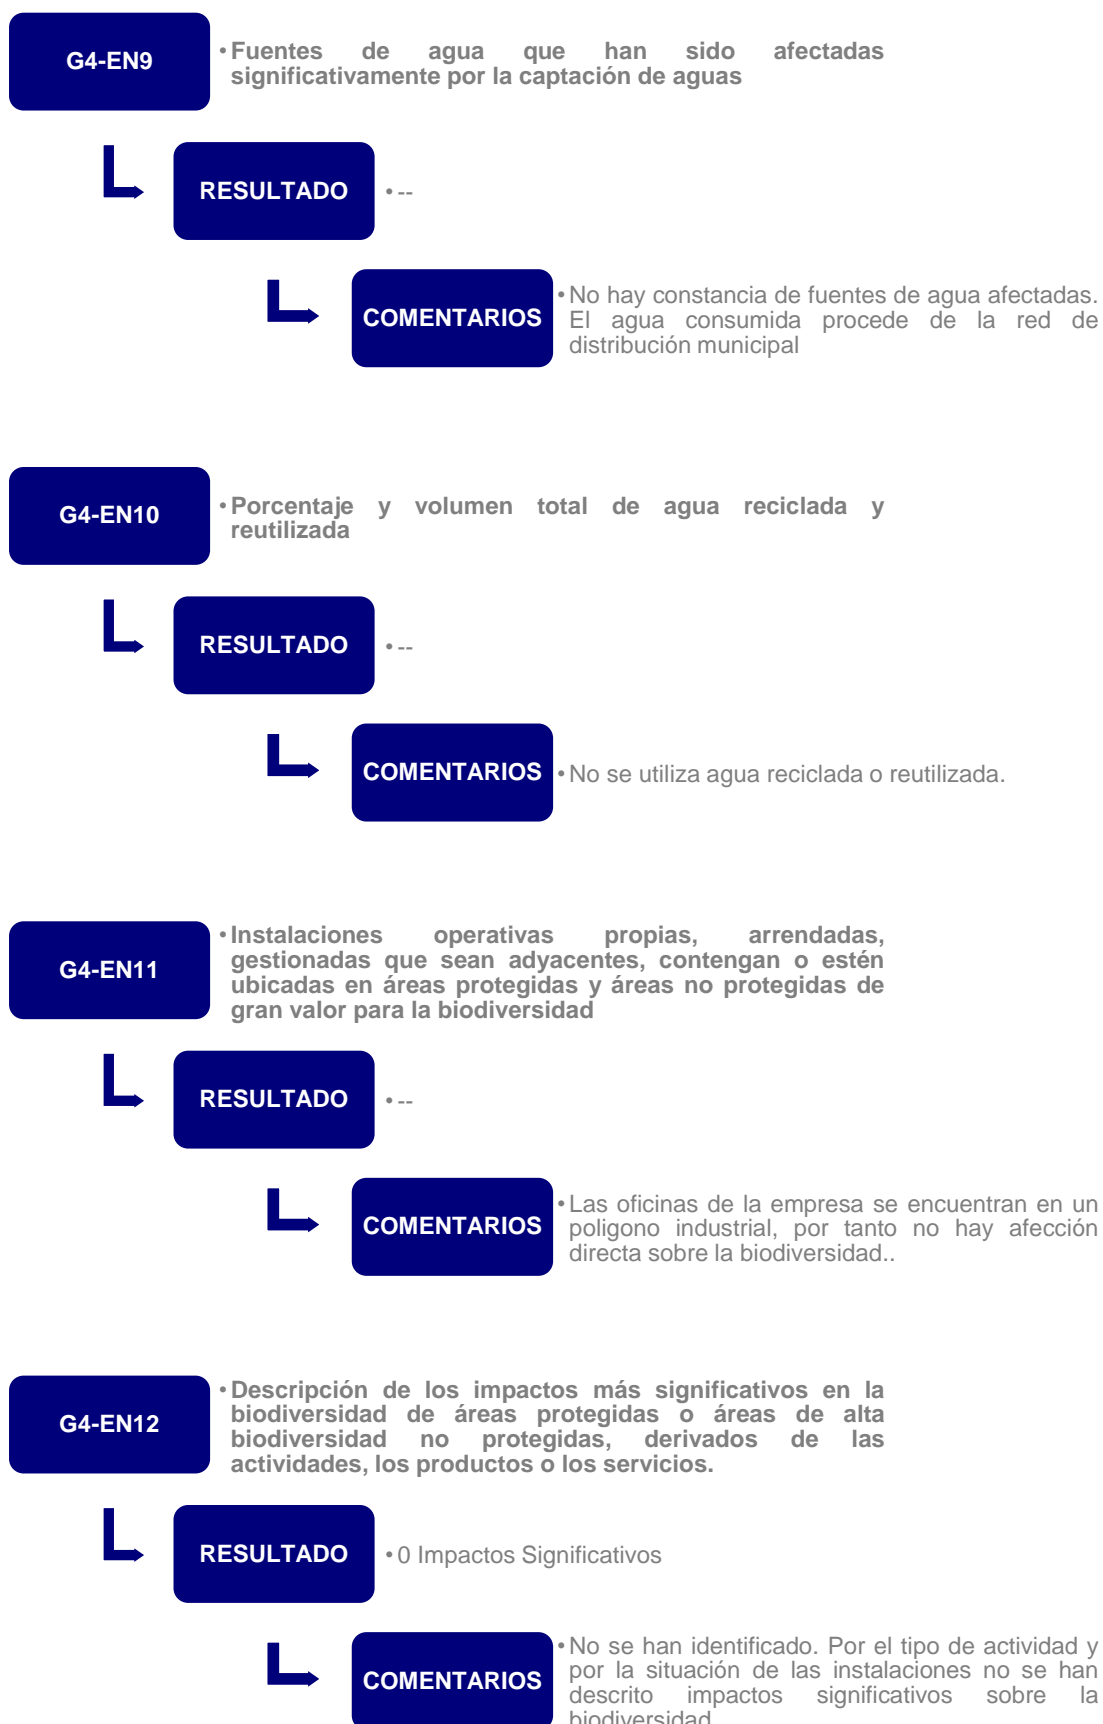 G4-EN9
• Fuentes de agua que han sido afectadas
significativamente por la captación de aguas
RESULTADO
• --
COMENTARIOS
• No hay constancia de fuentes de agua afectadas.
El agua consumida procede de la red de
distribución municipal
G4-EN10
• Porcentaje y volumen total de agua reciclada y
reutilizada
RESULTADO
• --
COMENTARIOS
• No se utiliza agua reciclada o reutilizada.
G4-EN11
• Instalaciones operativas propias, arrendadas,
gestionadas que sean adyacentes, contengan o estén
ubicadas en áreas protegidas y áreas no protegidas de
gran valor para la biodiversidad
RESULTADO
• --
COMENTARIOS
• Las oficinas de la empresa se encuentran en un
poligono industrial, por tanto no hay afección
directa sobre la biodiversidad..
G4-EN12
• Descripción de los impactos más significativos en la
biodiversidad de áreas protegidas o áreas de alta
biodiversidad no protegidas, derivados de las
actividades, los productos o los servicios.
RESULTADO
• 0 Impactos Significativos
COMENTARIOS
• No se han identificado. Por el tipo de actividad y
por la situación de las instalaciones no se han
descrito impactos significativos sobre la
biodiversidad